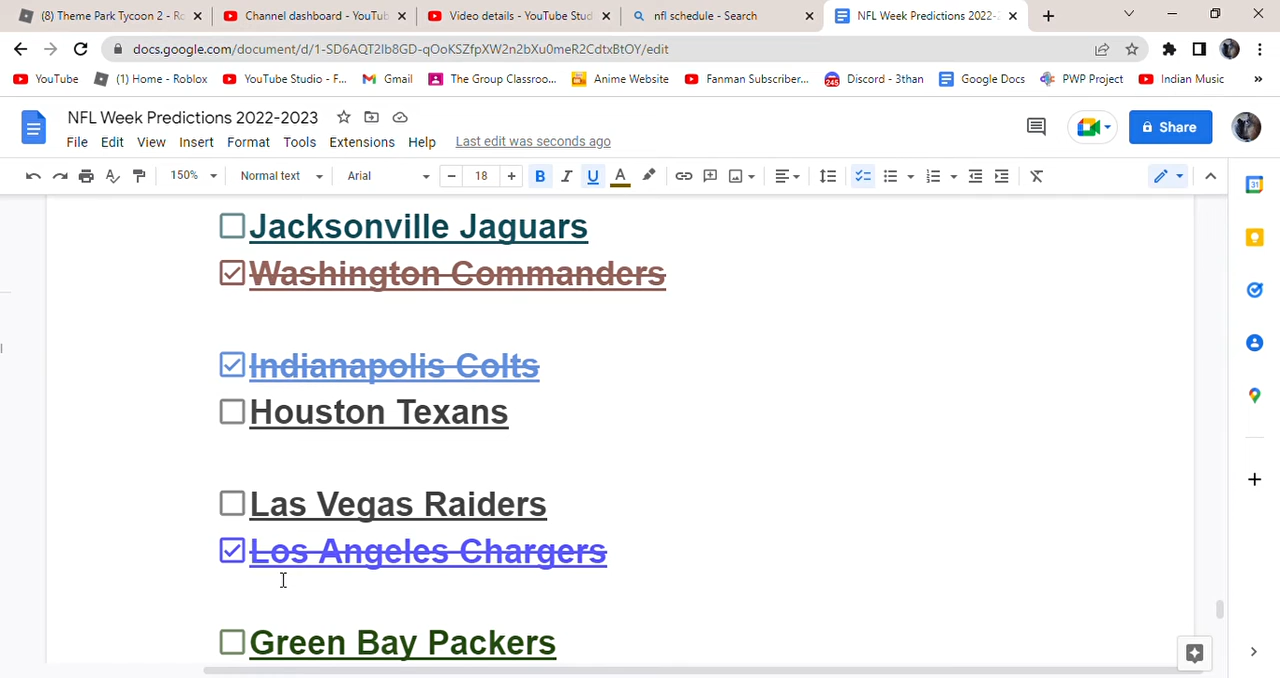 (8) Theme Park Tycoon 2 - Ro
Channel dashboard - YouTub
Video details - YouTube Stud
nfl schedule - Search
NFL Week Predictions 2022-
docs.google.com/document/d/1-SD6AQT2Ib8GD-qOoKSZfpXW2n2bXu0meR2CdtxBtOY/edit
YouTube
(1) Home - Roblox
YouTube Studio - F...
Gmail
The Group Classroo...
Anime Website
Fanman Subscriber...
245
Discord - 3than
Google Docs
PWP Project
Indian Music
»
NFL Week Predictions 2022-2023
File Edit View Insert Format Tools Extensions Help
Last edit was seconds ago
Share
150%
Normal text
Arial
18
B I U A
31
Jacksonville Jaguars
Washington Commanders
Indianapolis Colts
Houston Texans
Las Vegas Raiders
Los Angeles Chargers
Green Bay Packers